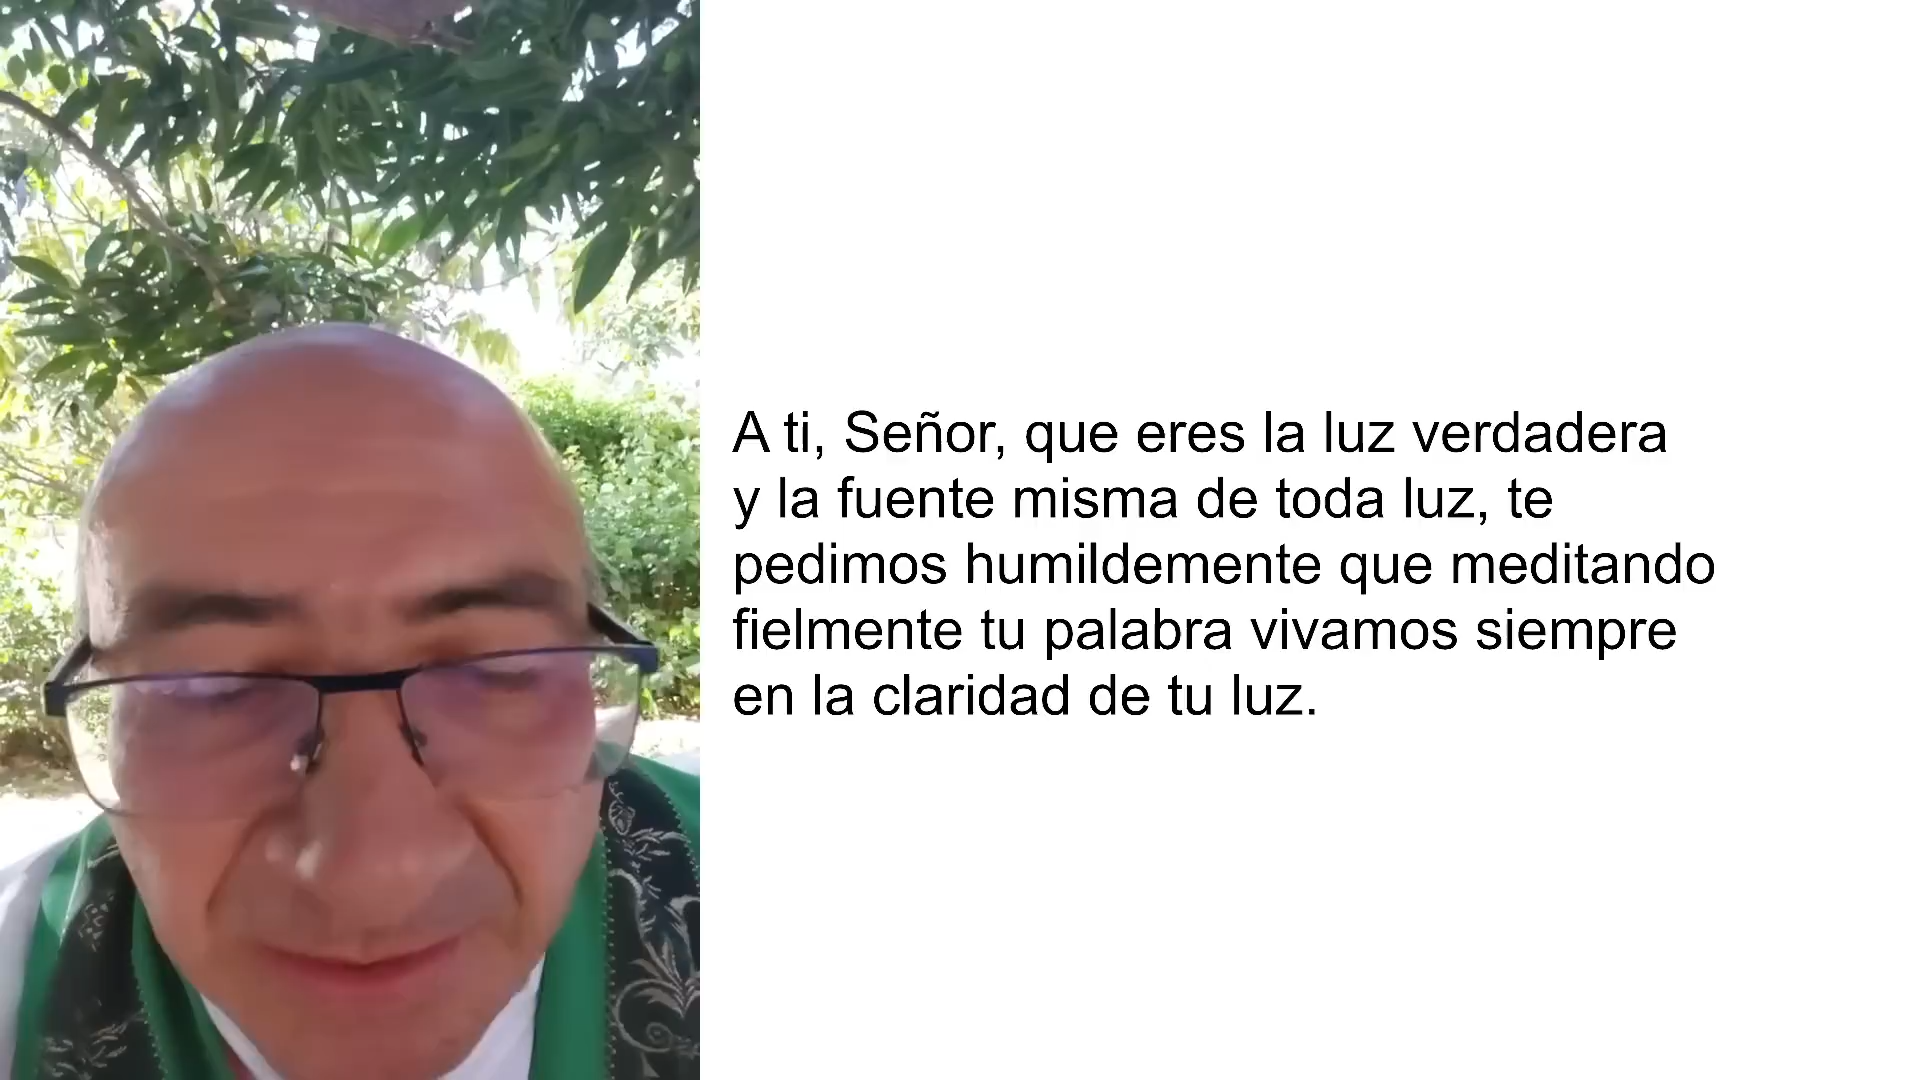 A ti, Señor, que eres la luz verdadera
y la fuente misma de toda luz, te
pedimos humildemente que meditando
fielmente tu palabra vivamos siempre
en la claridad de tu luz.